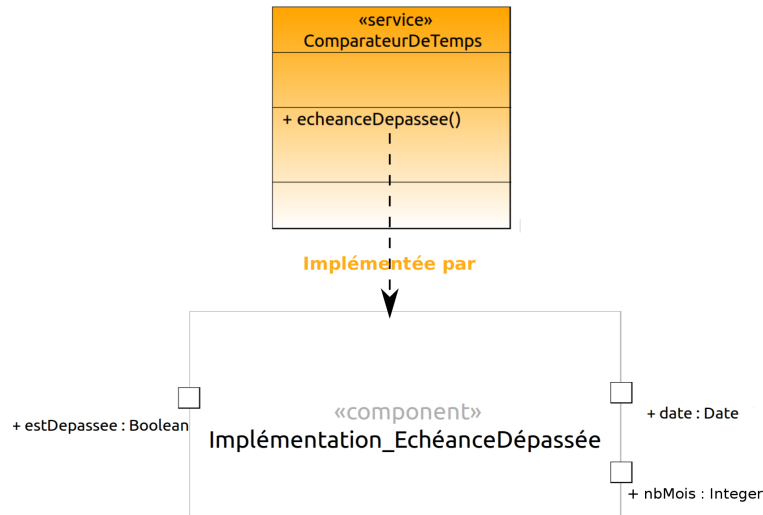 «service»
ComparateurDeTemps
+ echeanceDepassee()
Implémentée par
+ estDepassee : Boolean
«component»
Implémentation_EchéanceDépassée
+ date : Date
+ nbMois : Integer